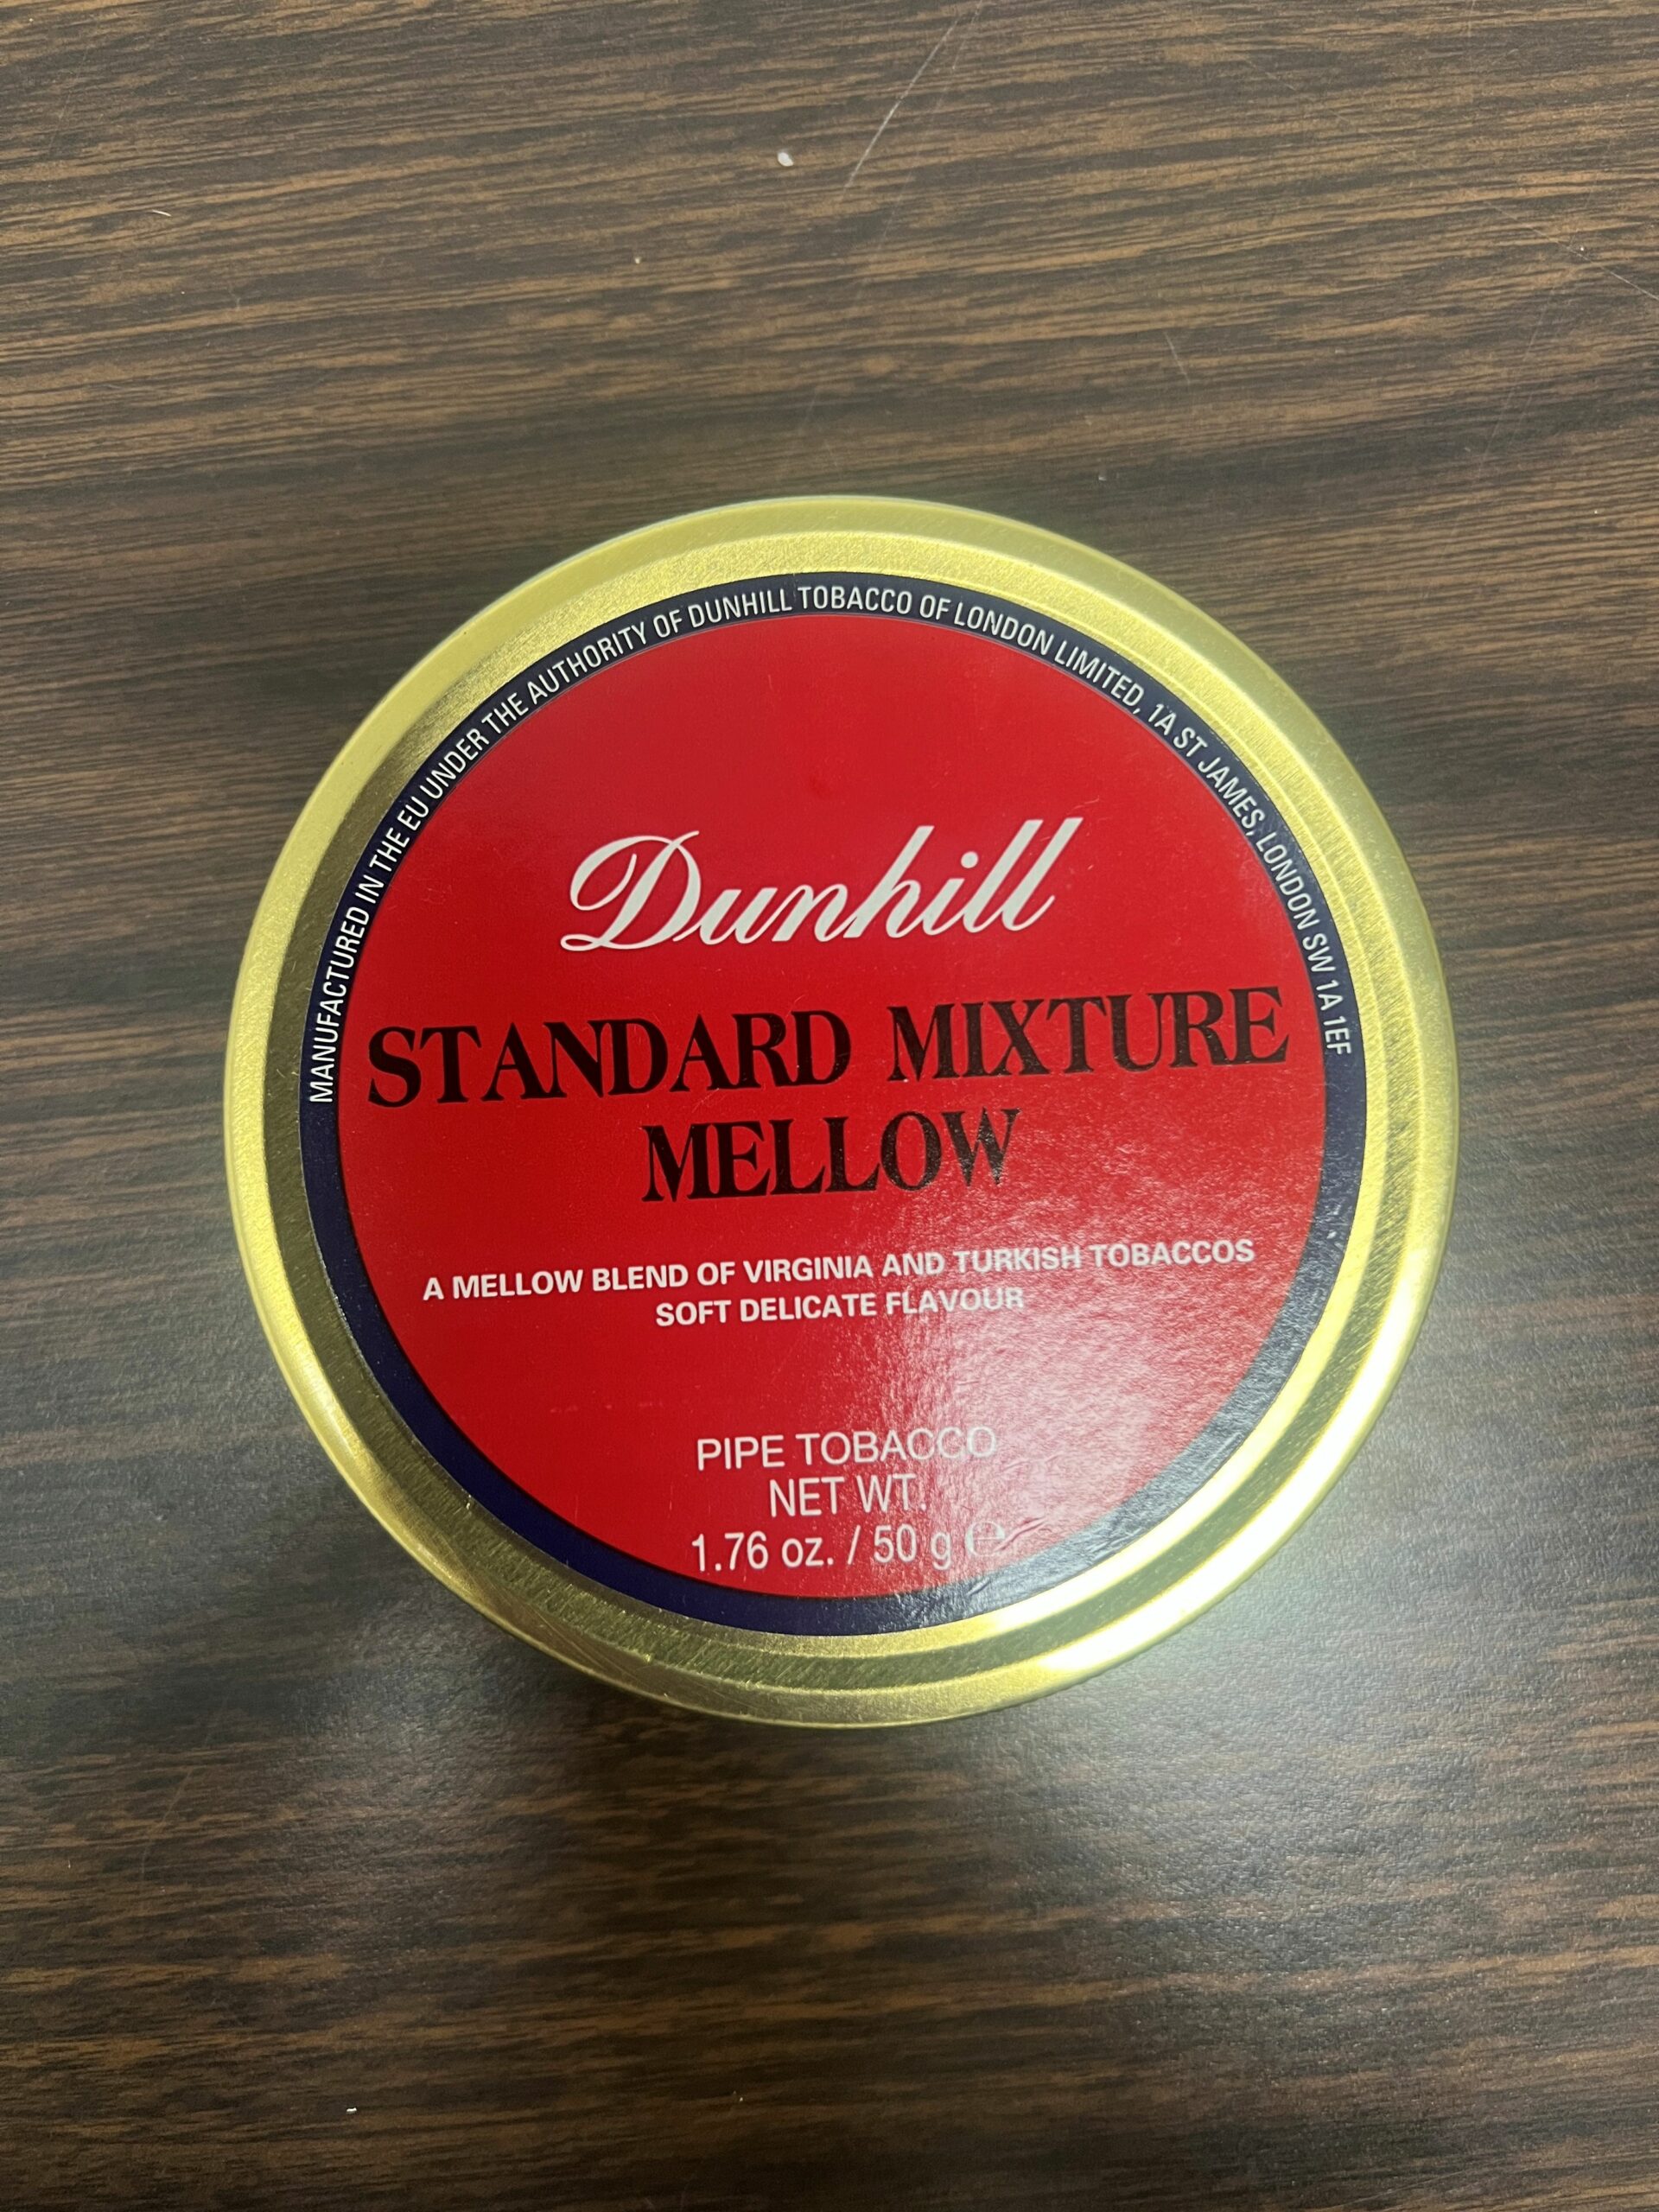 MANUFACTURED IN THE EU UNDER THE AUTHORITY OF DUNHILL TOBACCO OF LONDON LIMITED, 1A ST JAMES, LONDON SW 1A 1EF
Dunhill
STANDARD MIXTURE
MELLOW
A MELLOW BLEND OF VIRGINIA AND TURKISH TOBACCOS
SOFT DELICATE FLAVOUR
PIPE TOBACCO
NET WT.
1.76 oz. / 50 g ℮